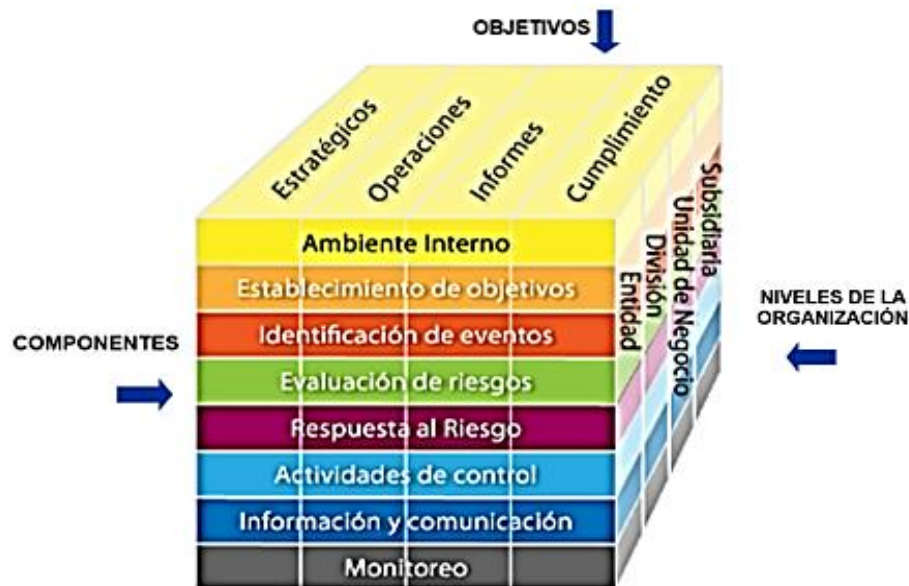 OBJETIVOS
Estratégicos
Operaciones
Informes
Cumplimiento
Ambiente Interno
Establecimiento de objetivos
Identificación de eventos
Evaluación de riesgos
Respuesta al Riesgo
Actividades de control
Información y comunicación
Monitoreo
Entidad
División
Unidad de Negocio
Subsidiaria
COMPONENTES
NIVELES DE LA
ORGANIZACIÓN